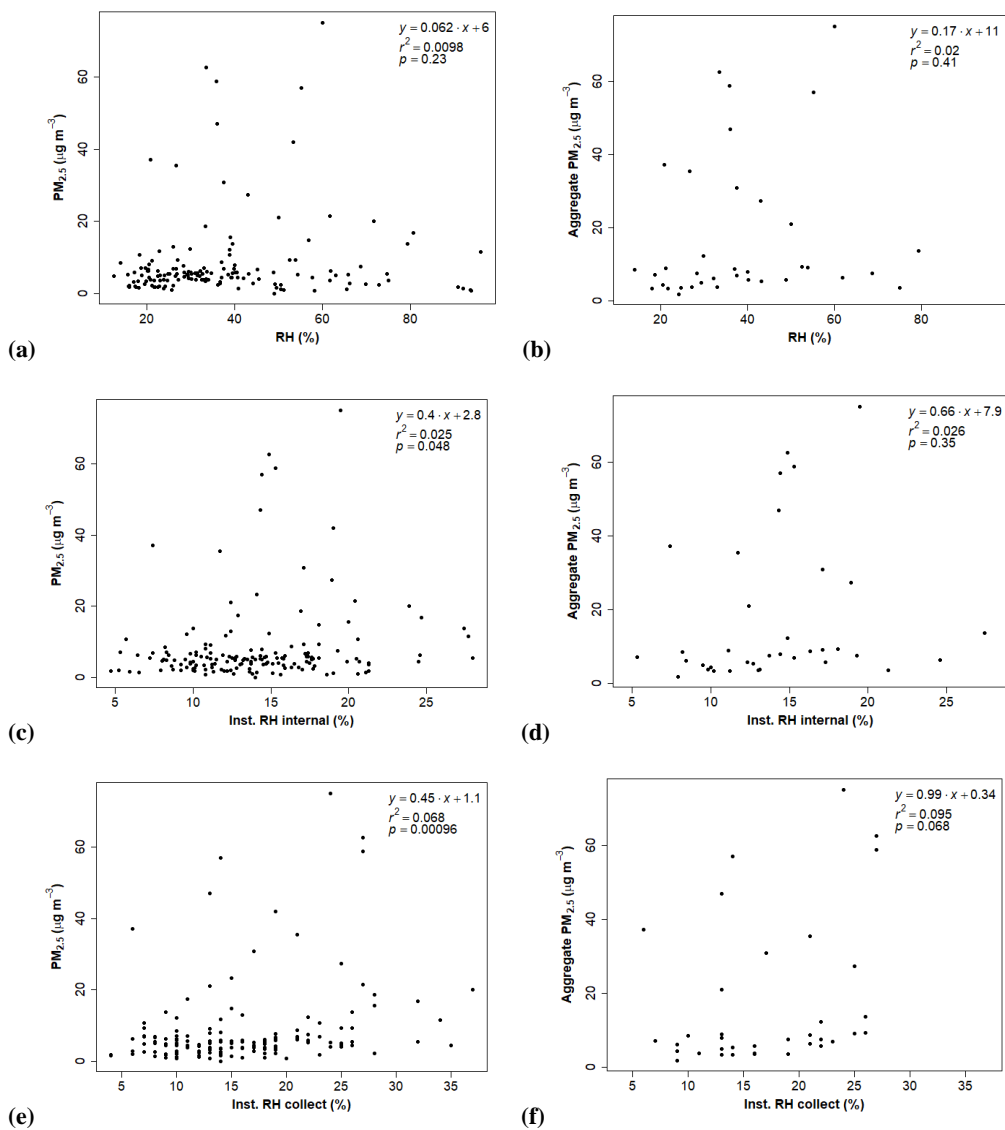 y = 0.062 · x + 6
r² = 0.0098
p = 0.23
PM₂.₅ (μg m⁻³)
0 20 40 60
20 40 60 80
RH (%)
(a)
y = 0.17 · x + 11
r² = 0.02
p = 0.41
Aggregate PM₂.₅ (μg m⁻³)
0 20 40 60
20 40 60 80
RH (%)
(b)
y = 0.4 · x + 2.8
r² = 0.025
p = 0.048
PM₂.₅ (μg m⁻³)
0 20 40 60
5 10 15 20 25
Inst. RH internal (%)
(c)
y = 0.66 · x + 7.9
r² = 0.026
p = 0.35
Aggregate PM₂.₅ (μg m⁻³)
0 20 40 60
5 10 15 20 25
Inst. RH internal (%)
(d)
y = 0.45 · x + 1.1
r² = 0.068
p = 0.00096
PM₂.₅ (μg m⁻³)
0 20 40 60
5 10 15 20 25 30 35
Inst. RH collect (%)
(e)
y = 0.99 · x + 0.34
r² = 0.095
p = 0.068
Aggregate PM₂.₅ (μg m⁻³)
0 20 40 60
5 10 15 20 25 30 35
Inst. RH collect (%)
(f)